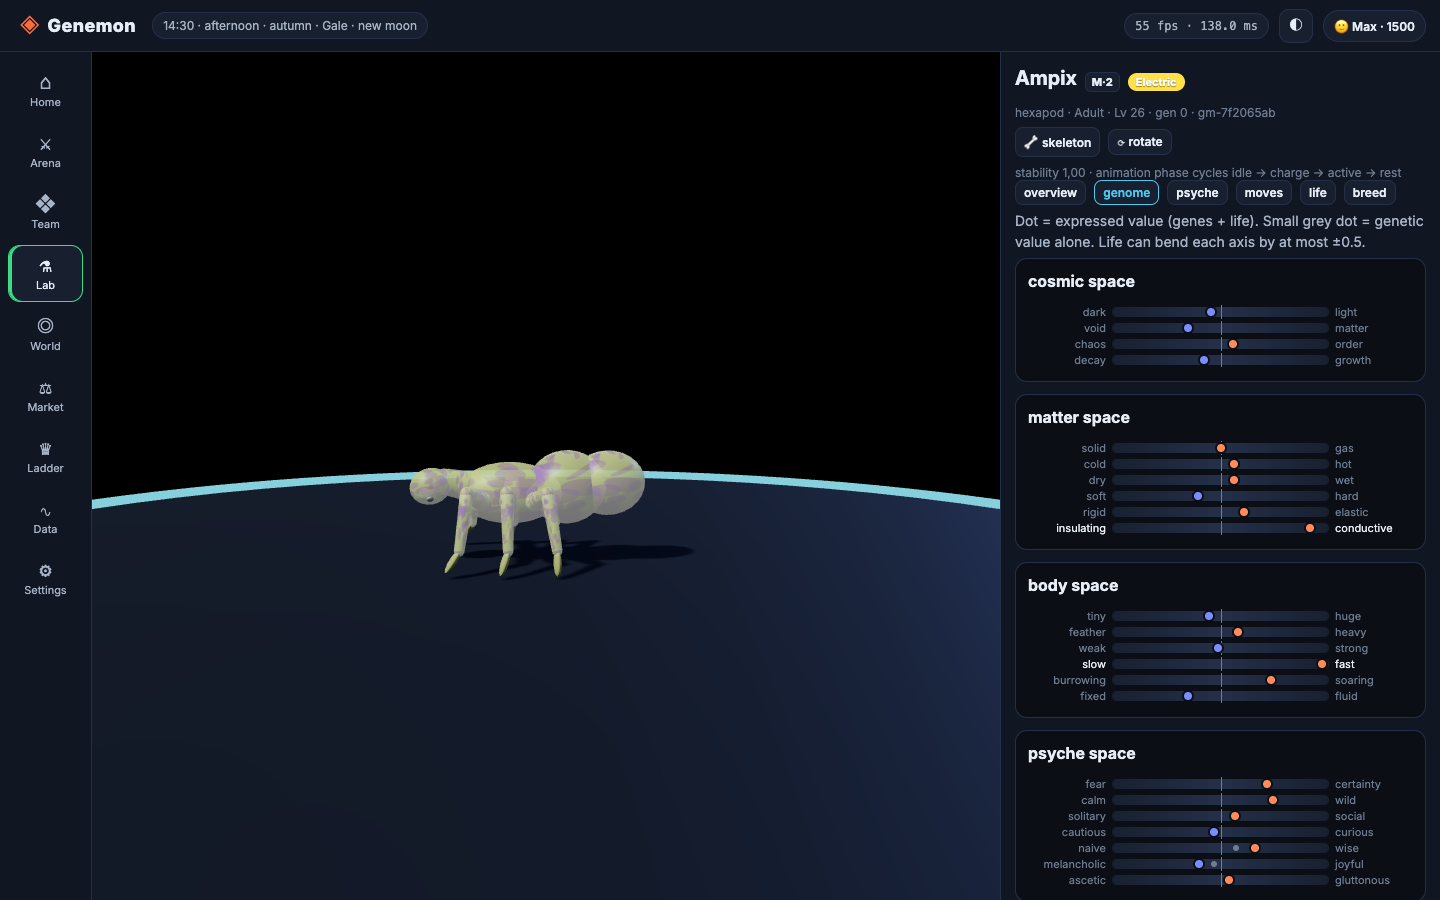 Genemon
14:30 · afternoon · autumn · Gale · new moon
55 fps · 138.0 ms
Max · 1500
Home
Arena
Team
Lab
World
Market
Ladder
Data
Settings
Ampix M·2 Electric
hexapod · Adult · Lv 26 · gen 0 · gm-7f2065ab
skeleton rotate
stability 1,00 · animation phase cycles idle → charge → active → rest
overview genome psyche moves life breed
Dot = expressed value (genes + life). Small grey dot = genetic
value alone. Life can bend each axis by at most ±0.5.
cosmic space
dark light
void matter
chaos order
decay growth
matter space
solid gas
cold hot
dry wet
soft hard
rigid elastic
insulating conductive
body space
tiny huge
feather heavy
weak strong
slow fast
burrowing soaring
fixed fluid
psyche space
fear certainty
calm wild
solitary social
cautious curious
naive wise
melancholic joyful
ascetic gluttonous